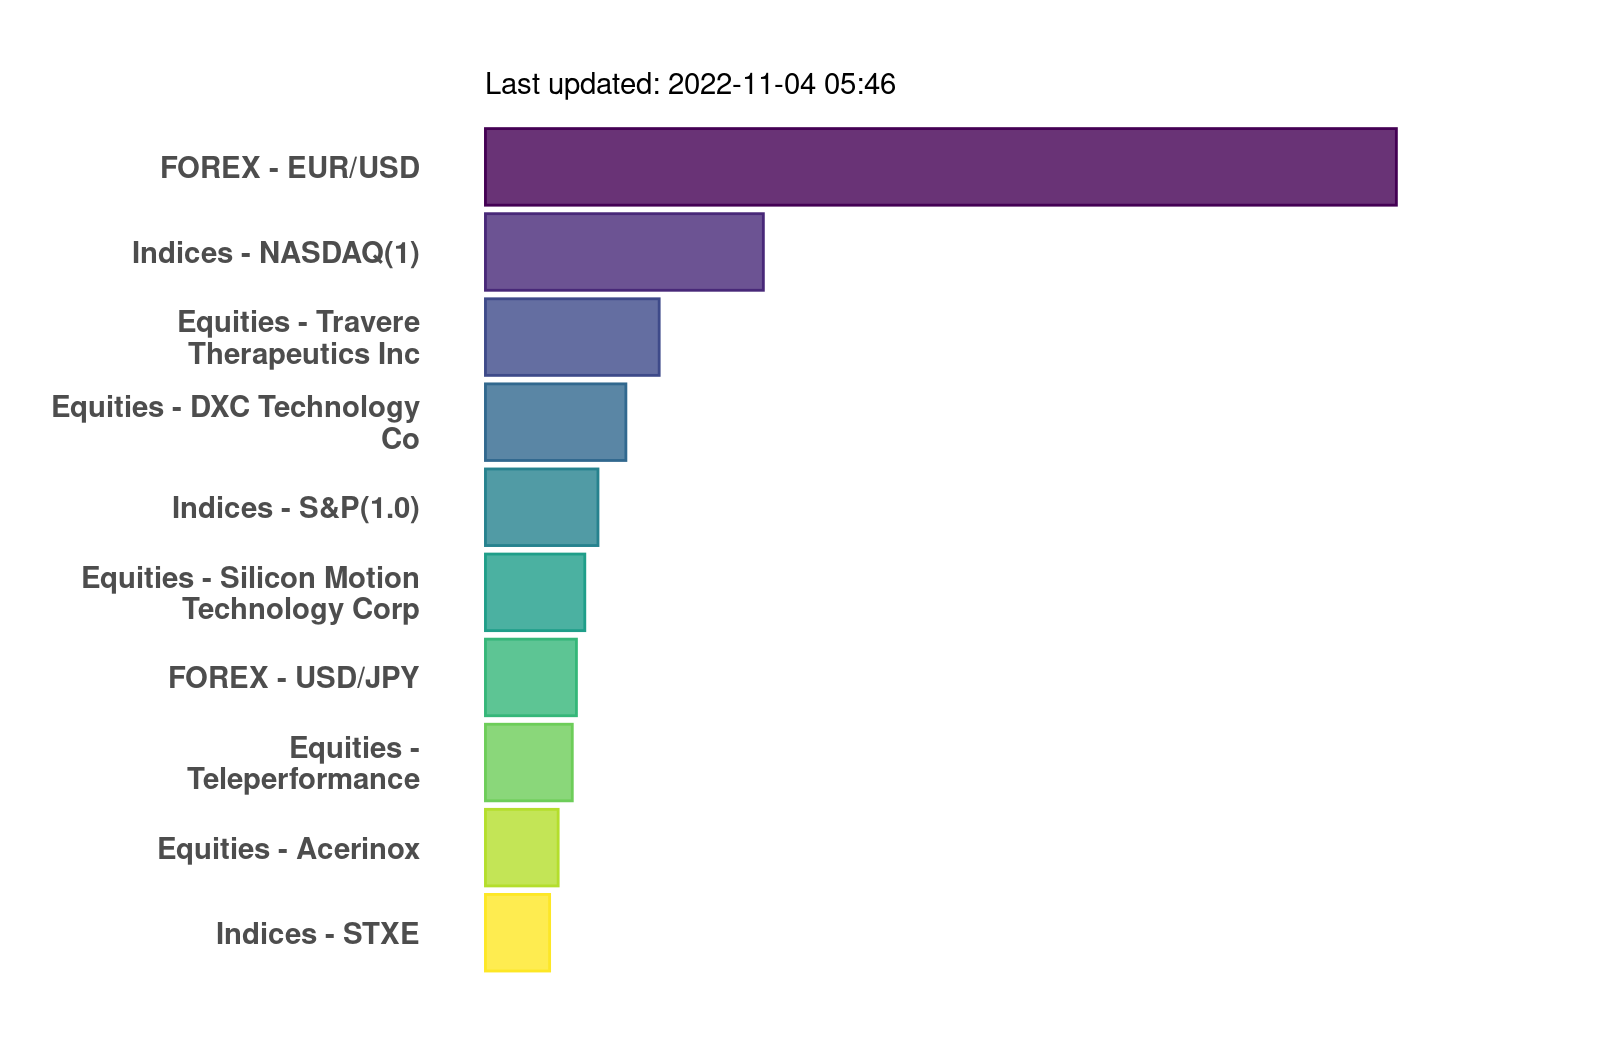 Last updated: 2022-11-04 05:46
FOREX - EUR/USD
Indices - NASDAQ(1)
Equities - Travere
Therapeutics Inc
Equities - DXC Technology
Co
Indices - S&P(1.0)
Equities - Silicon Motion
Technology Corp
FOREX - USD/JPY
Equities -
Teleperformance
Equities - Acerinox
Indices - STXE